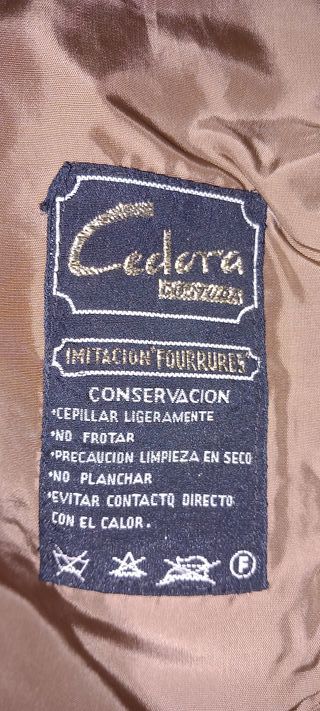 Cedora
IMITACION "FOURRURES"
CONSERVACION
·CEPILLAR LIGERAMENTE
·NO FROTAR
·PRECAUCION LIMPIEZA EN SECO
·NO PLANCHAR
·EVITAR CONTACTO DIRECTO
CON EL CALOR.
F